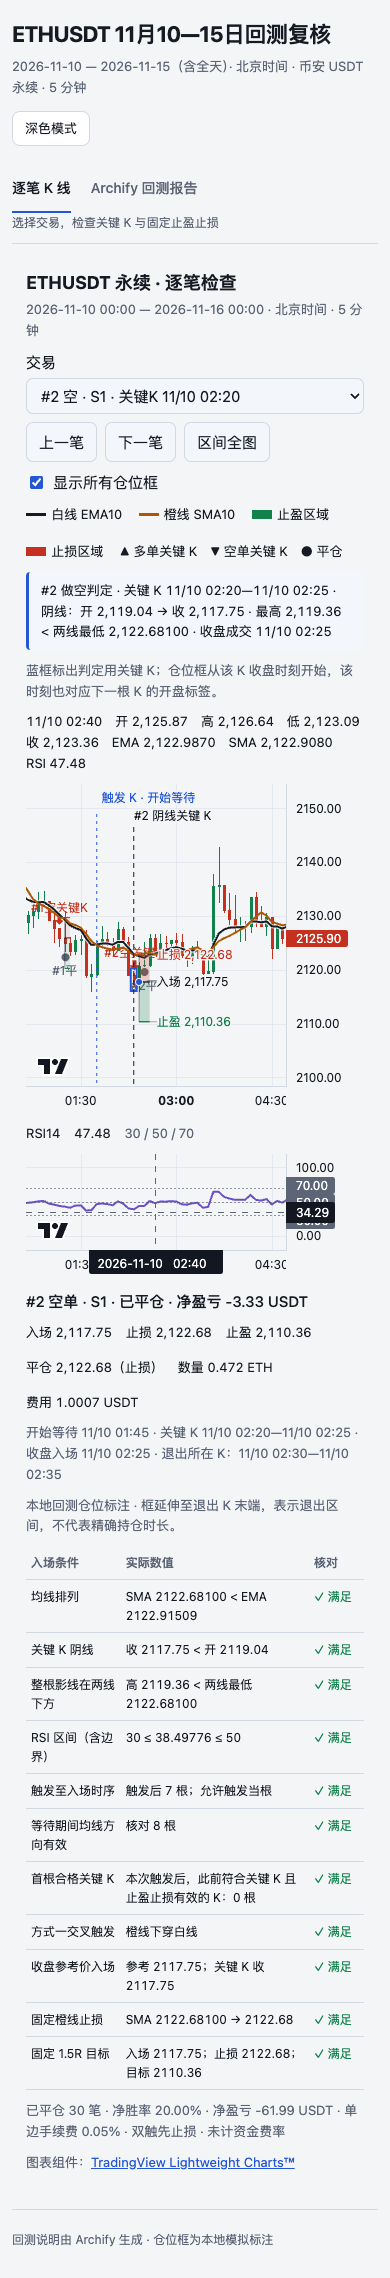 ETHUSDT 11月10—15日回测复核
2026-11-10 — 2026-11-15（含全天）· 北京时间 · 币安 USDT
永续 · 5 分钟
深色模式
逐笔 K 线 Archify 回测报告
选择交易，检查关键 K 与固定止盈止损
ETHUSDT 永续 · 逐笔检查
2026-11-10 00:00 — 2026-11-16 00:00 · 北京时间 · 5 分
钟
交易
#2 空 · S1 · 关键K 11/10 02:20
上一笔 下一笔 区间全图
显示所有仓位框
白线 EMA10 橙线 SMA10 止盈区域
止损区域 ▲ 多单关键 K ▼ 空单关键 K ● 平仓
#2 做空判定 · 关键 K 11/10 02:20—11/10 02:25 ·
阴线：开 2,119.04 → 收 2,117.75 · 最高 2,119.36
< 两线最低 2,122.68100 · 收盘成交 11/10 02:25
蓝框标出判定用关键 K；仓位框从该 K 收盘时刻开始，该
时刻也对应下一根 K 的开盘标签。
11/10 02:40 开 2,125.87 高 2,126.64 低 2,123.09
收 2,123.36 EMA 2,122.9870 SMA 2,122.9080
RSI 47.48
触发 K · 开始等待
#2 阴线关键 K
2150.00
2140.00
2130.00
2125.90
2120.00
2110.00
2100.00
#1平
止损 2,122.68
入场 2,117.75
止盈 2,110.36
01:30 03:00 04:30
RSI14 47.48 30 / 50 / 70
100.00
70.00
34.29
0.00
2026-11-10 02:40
#2 空单 · S1 · 已平仓 · 净盈亏 -3.33 USDT
入场 2,117.75 止损 2,122.68 止盈 2,110.36
平仓 2,122.68（止损） 数量 0.472 ETH
费用 1.0007 USDT
开始等待 11/10 01:45 · 关键 K 11/10 02:20—11/10 02:25 ·
收盘入场 11/10 02:25 · 退出所在 K：11/10 02:30—11/10
02:35
本地回测仓位标注 · 框延伸至退出 K 末端，表示退出区
间，不代表精确持仓时长。
入场条件 实际数值 核对
均线排列 SMA 2122.68100 < EMA ✓ 满足
2122.91509
关键 K 阴线 收 2117.75 < 开 2119.04 ✓ 满足
整根影线在两线 高 2119.36 < 两线最低 ✓ 满足
下方 2122.68100
RSI 区间（含边 30 ≤ 38.49776 ≤ 50 ✓ 满足
界）
触发至入场时序 触发后 7 根；允许触发当根 ✓ 满足
等待期间均线方 核对 8 根 ✓ 满足
向有效
首根合格关键 K 本次触发后，此前符合关键 K 且 ✓ 满足
止盈止损有效的 K：0 根
方式一交叉触发 橙线下穿白线 ✓ 满足
收盘参考价入场 参考 2117.75；关键 K 收 ✓ 满足
2117.75
固定橙线止损 SMA 2122.68100 → 2122.68 ✓ 满足
固定 1.5R 目标 入场 2117.75；止损 2122.68； ✓ 满足
目标 2110.36
已平仓 30 笔 · 净胜率 20.00% · 净盈亏 -61.99 USDT · 单
边手续费 0.05% · 双触先止损 · 未计资金费率
图表组件：TradingView Lightweight Charts™
回测说明由 Archify 生成 · 仓位框为本地模拟标注